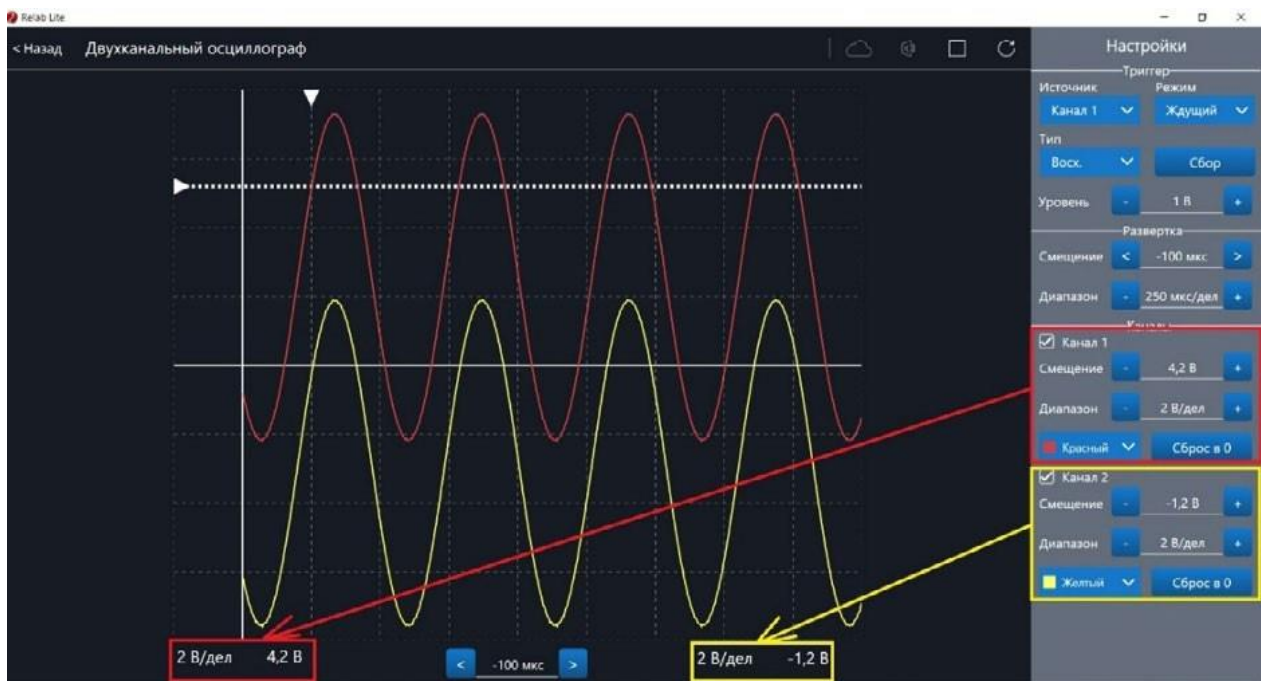 Relab Lite
< Назад Двухканальный осциллограф
Настройки
Триггер
Источник Режим
Канал 1 Ждущий
Тип
Восх. Сбор
Уровень - 1 В +
Развертка
Смещение < -100 мкс >
Диапазон - 250 мкс/дел +
Каналы
Канал 1
Смещение - 4,2 В +
Диапазон - 2 В/дел +
Красный Сброс в 0
Канал 2
Смещение - -1,2 В +
Диапазон - 2 В/дел +
Желтый Сброс в 0
2 В/дел 4,2 В
< -100 мкс >
2 В/дел -1,2 В